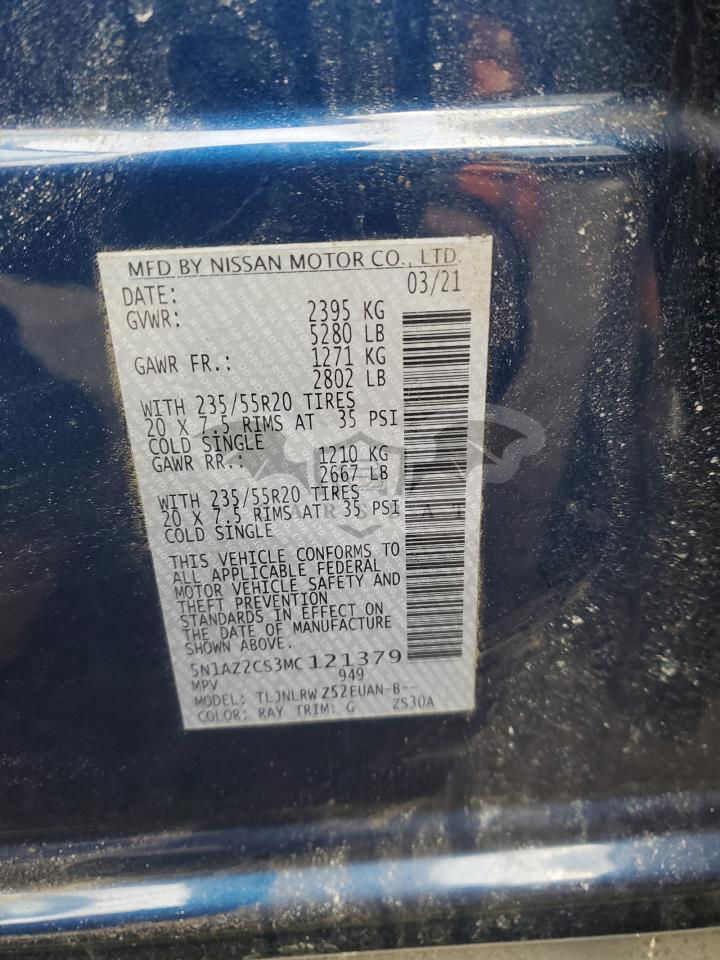 MFD BY NISSAN MOTOR CO., LTD.
DATE: 03/21
GVWR: 2395 KG
5280 LB
GAWR FR.: 1271 KG
2802 LB
WITH 235/55R20 TIRES
20 X 7.5 RIMS AT 35 PSI
COLD SINGLE
GAWR RR.: 1210 KG
2667 LB
WITH 235/55R20 TIRES
20 X 7.5 RIMS AT 35 PSI
COLD SINGLE
THIS VEHICLE CONFORMS TO
ALL APPLICABLE FEDERAL
MOTOR VEHICLE SAFETY AND
THEFT PREVENTION
STANDARDS IN EFFECT ON
THE DATE OF MANUFACTURE
SHOWN ABOVE.
5N1AZ2CS3MC121379
MPV 949
MODEL: TLJNLRW Z52EUAN-B--
COLOR: RAY TRIM: G ZS30A